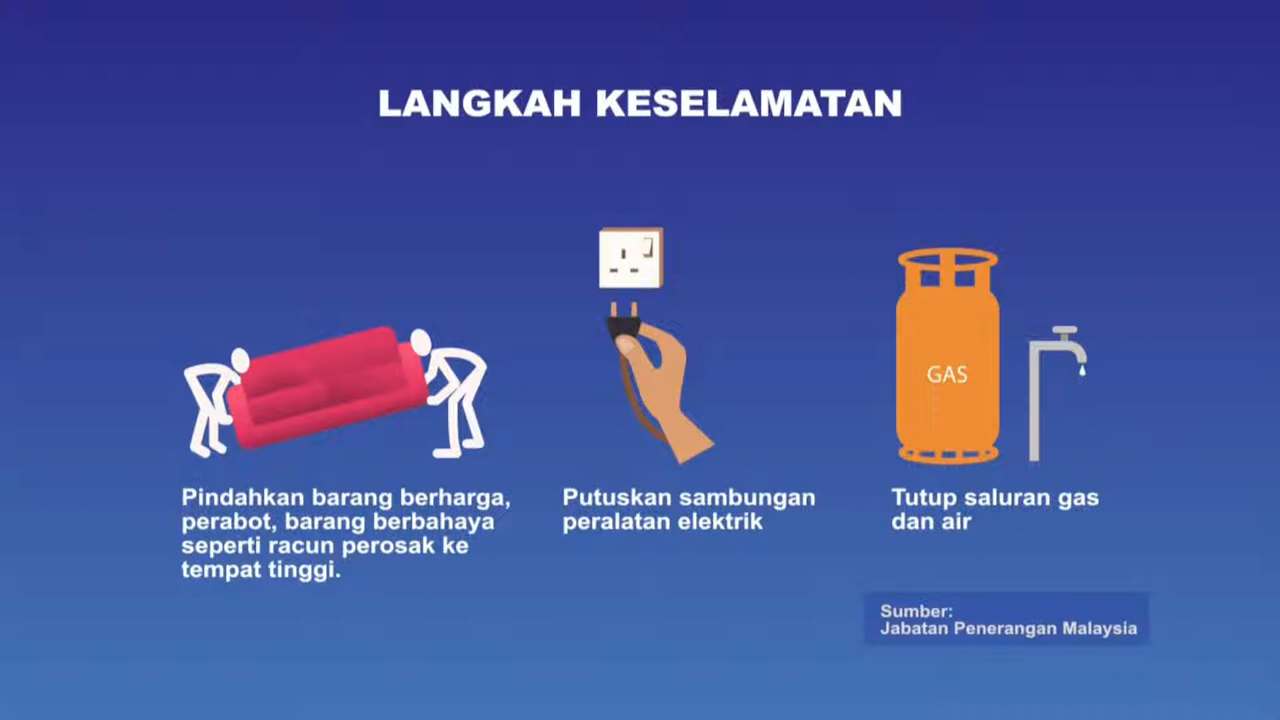 LANGKAH KESELAMATAN
GAS
Pindahkan barang berharga,
perabot, barang berbahaya
seperti racun perosak ke
tempat tinggi.
Putuskan sambungan
peralatan elektrik
Tutup saluran gas
dan air
Sumber:
Jabatan Penerangan Malaysia